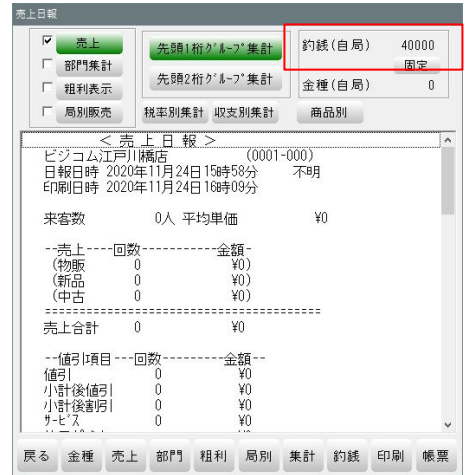 売上日報
売上
部門集計
粗利表示
局別販売
先頭1桁ｸﾞﾙｰﾌﾟ集計
先頭2桁ｸﾞﾙｰﾌﾟ集計
釣銭(自局) 40000
固定
金種(自局) 0
税率別集計 収支別集計 商品別
＜ 売 上 日 報 ＞
ビジコム江戸川橋店 (0001-000)
日報日時 2020年11月24日15時58分 不明
印刷日時 2020年11月24日16時09分
来客数 0人 平均単価 ¥0
--売上----回数----------金額-
(物販 0 ¥0)
(新品 0 ¥0)
(中古 0 ¥0)
======================================
売上合計 0 ¥0
--値引項目---回数---------金額--
値引 0 ¥0
小計後値引 0 ¥0
小計後割引 0 ¥0
ｻｰﾋﾞｽ 0 ¥0
戻る 金種 売上 部門 粗利 局別 集計 釣銭 印刷 帳票